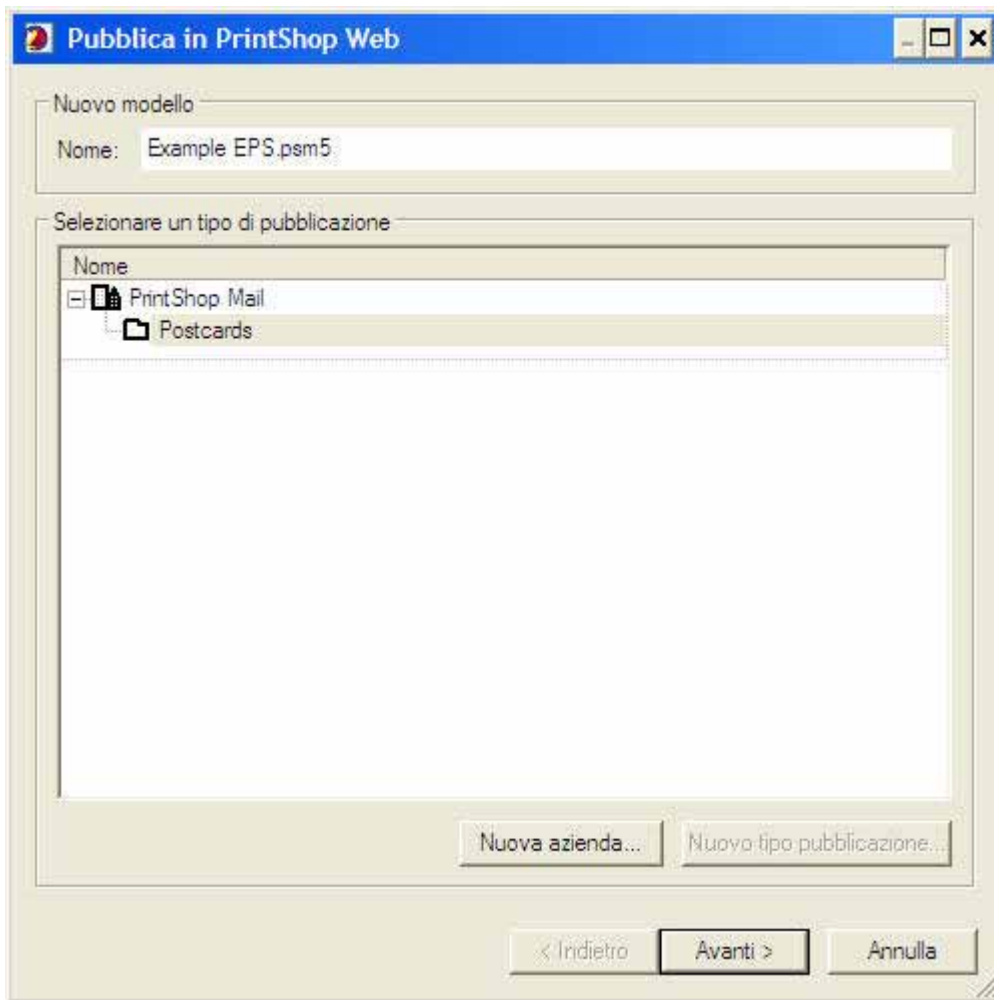 Pubblica in PrintShop Web
Nuovo modello
Nome: Example EPS.psm5
Selezionare un tipo di pubblicazione
Nome
PrintShop Mail
Postcards
Nuova azienda... Nuovo tipo pubblicazione...
< Indietro Avanti > Annulla